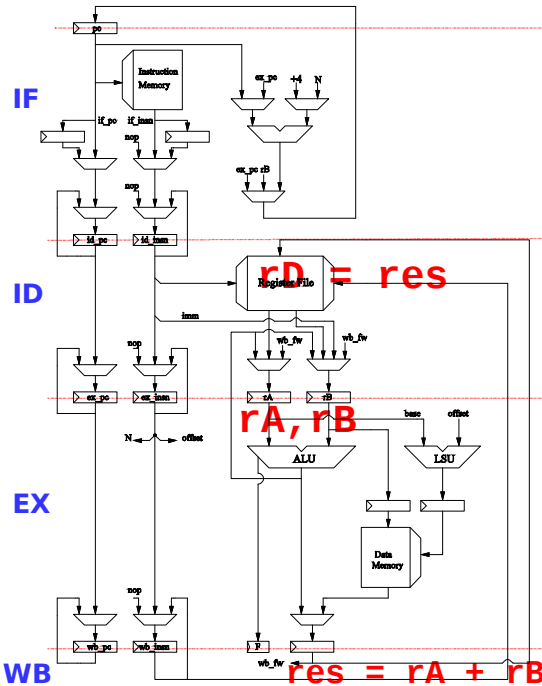 pc
Instruction
Memory
ex_pc
+4
N
IF
if_pc
if_insn
nop
ex_pc rB
nop
id_pc
id_insn
rD = res
Register File
ID
imm
wb_fw
wb_fw
nop
ex_pc
ex_insn
rA
rB
rA,rB
base
offset
N
offset
ALU
LSU
EX
Data
Memory
nop
wb_pc
wb_insn
F
wb_fw
WB
res = rA + rB